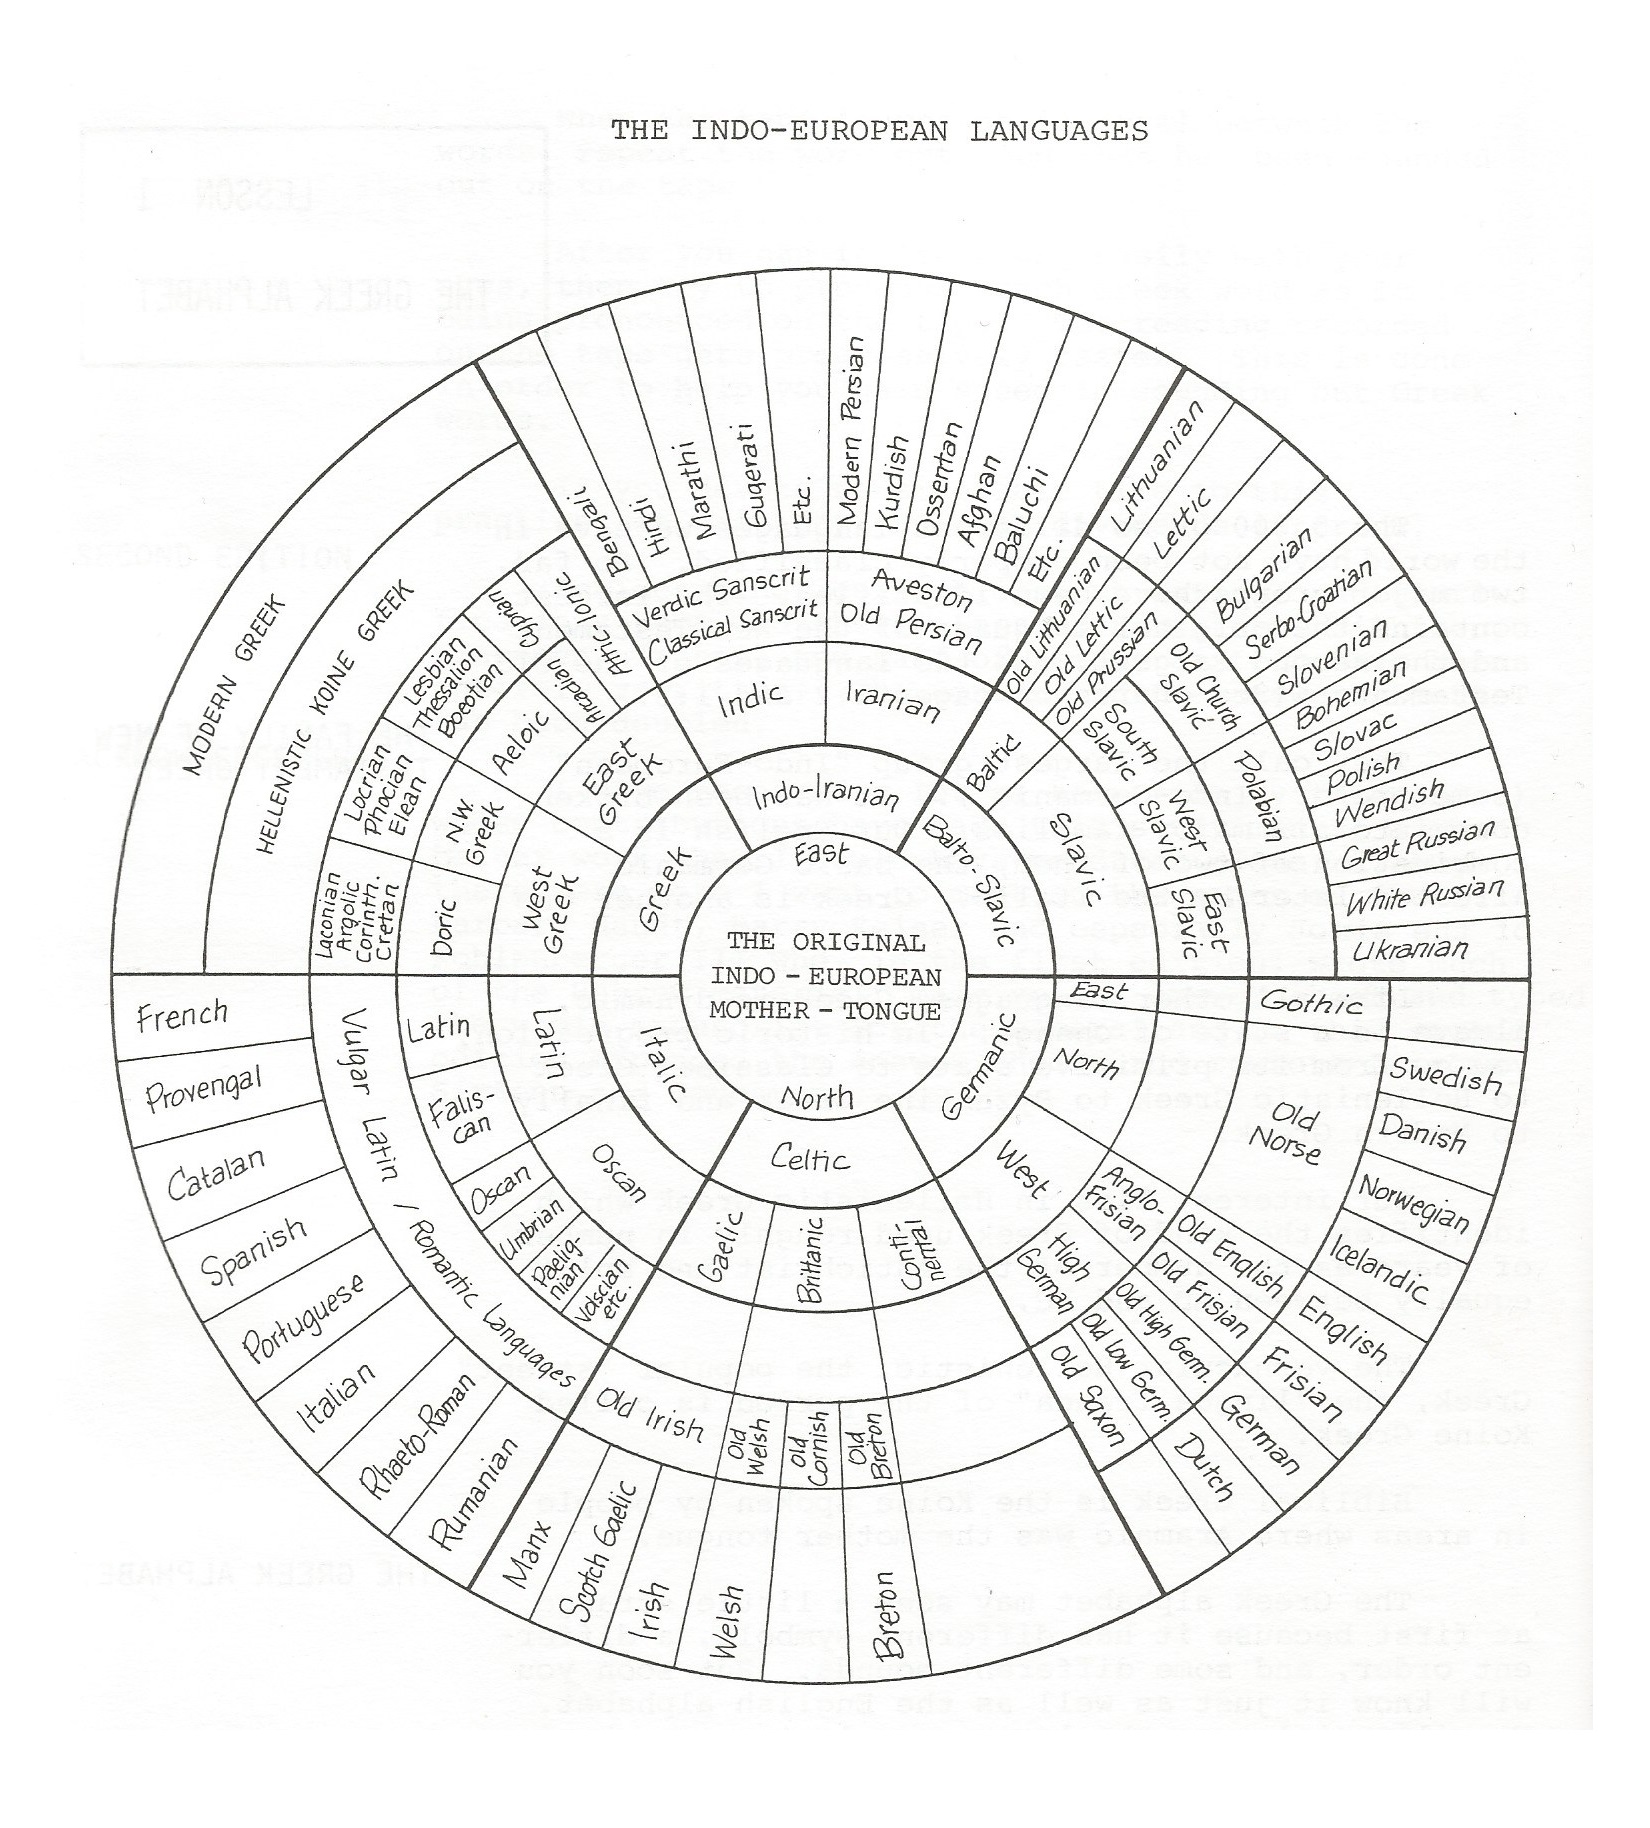 THE INDO-EUROPEAN LANGUAGES
THE ORIGINAL
INDO - EUROPEAN
MOTHER - TONGUE
East
North
Indo-Iranian
Indic
Iranian
Verdic Sanscrit
Classical Sanscrit
Aveston
Old Persian
Bengali
Hindi
Marathi
Guqerati
Etc.
Modern Persian
Kurdish
Ossentan
Afghan
Baluchi
Etc.
Balto-Slavic
Baltic
Slavic
Old Lithuanian
Old Lettic
Old Prussian
Lithuanian
Lettic
South
Slavic
West
Slavic
East
Slavic
Old Church
Slavic
Polabian
Bulgarian
Serbo-Croatian
Slovenian
Bohemian
Slovac
Polish
Wendish
Great Russian
White Russian
Ukranian
Germanic
East
North
West
Gothic
Old
Norse
Swedish
Danish
Norwegian
Icelandic
Anglo-
Frisian
High
German
Old English
Old Frisian
Old High Germ.
Old Low Germ.
Old Saxon
English
Frisian
German
Dutch
Celtic
Gaelic
Brittanic
Conti-
nental
Old Irish
Old
Welsh
Old
Cornish
Old
Breton
Manx
Scotch Gaelic
Irish
Welsh
Breton
Italic
Latin
Oscan
Latin
Falis-
can
Oscan
Umbrian
Paelig-
nian
Volscian
etc.
Vulgar Latin / Romantic Languages
French
Provengal
Catalan
Spanish
Portuguese
Italian
Rhaeto-Roman
Rumanian
Greek
East
Greek
West
Greek
Arcadian
Cyprian
Attic-Ionic
Aeloic
N.W.
Greek
Doric
Lesbian
Thessalion
Boeotian
Locrian
Phocian
Elean
Laconian
Argolic
Corinth.
Cretan
HELLENISTIC KOINE GREEK
MODERN GREEK